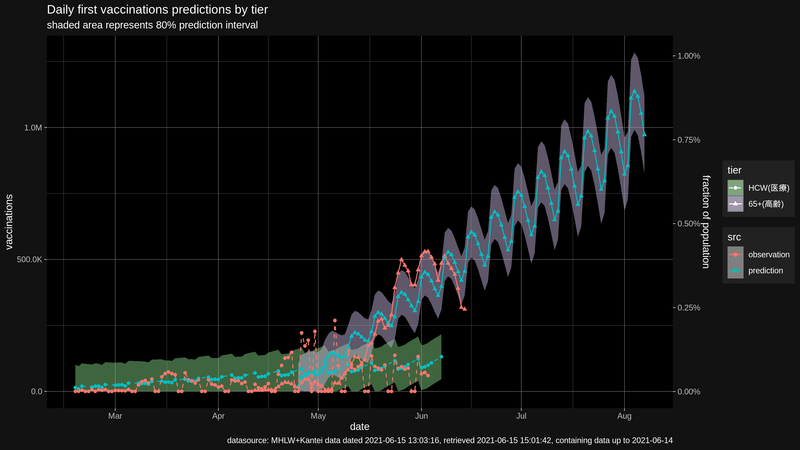 Daily first vaccinations predictions by tier
shaded area represents 80% prediction interval
1.0M
500.0K
0.0
vaccinations
1.00%
0.75%
0.50%
0.25%
0.00%
fraction of population
Mar Apr May Jun Jul Aug
date
tier
HCW(医療)
65+(高齢)
src
observation
prediction
datasource: MHLW+Kantei data dated 2021-06-15 13:03:16, retrieved 2021-06-15 15:01:42, containing data up to 2021-06-14